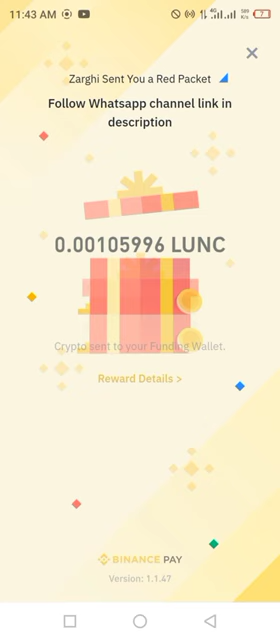 11:43 AM
Zarghi Sent You a Red Packet
Follow Whatsapp channel link in
description
0.00105996 LUNC
Crypto sent to your Funding Wallet.
Reward Details >
BINANCE PAY
Version: 1.1.47